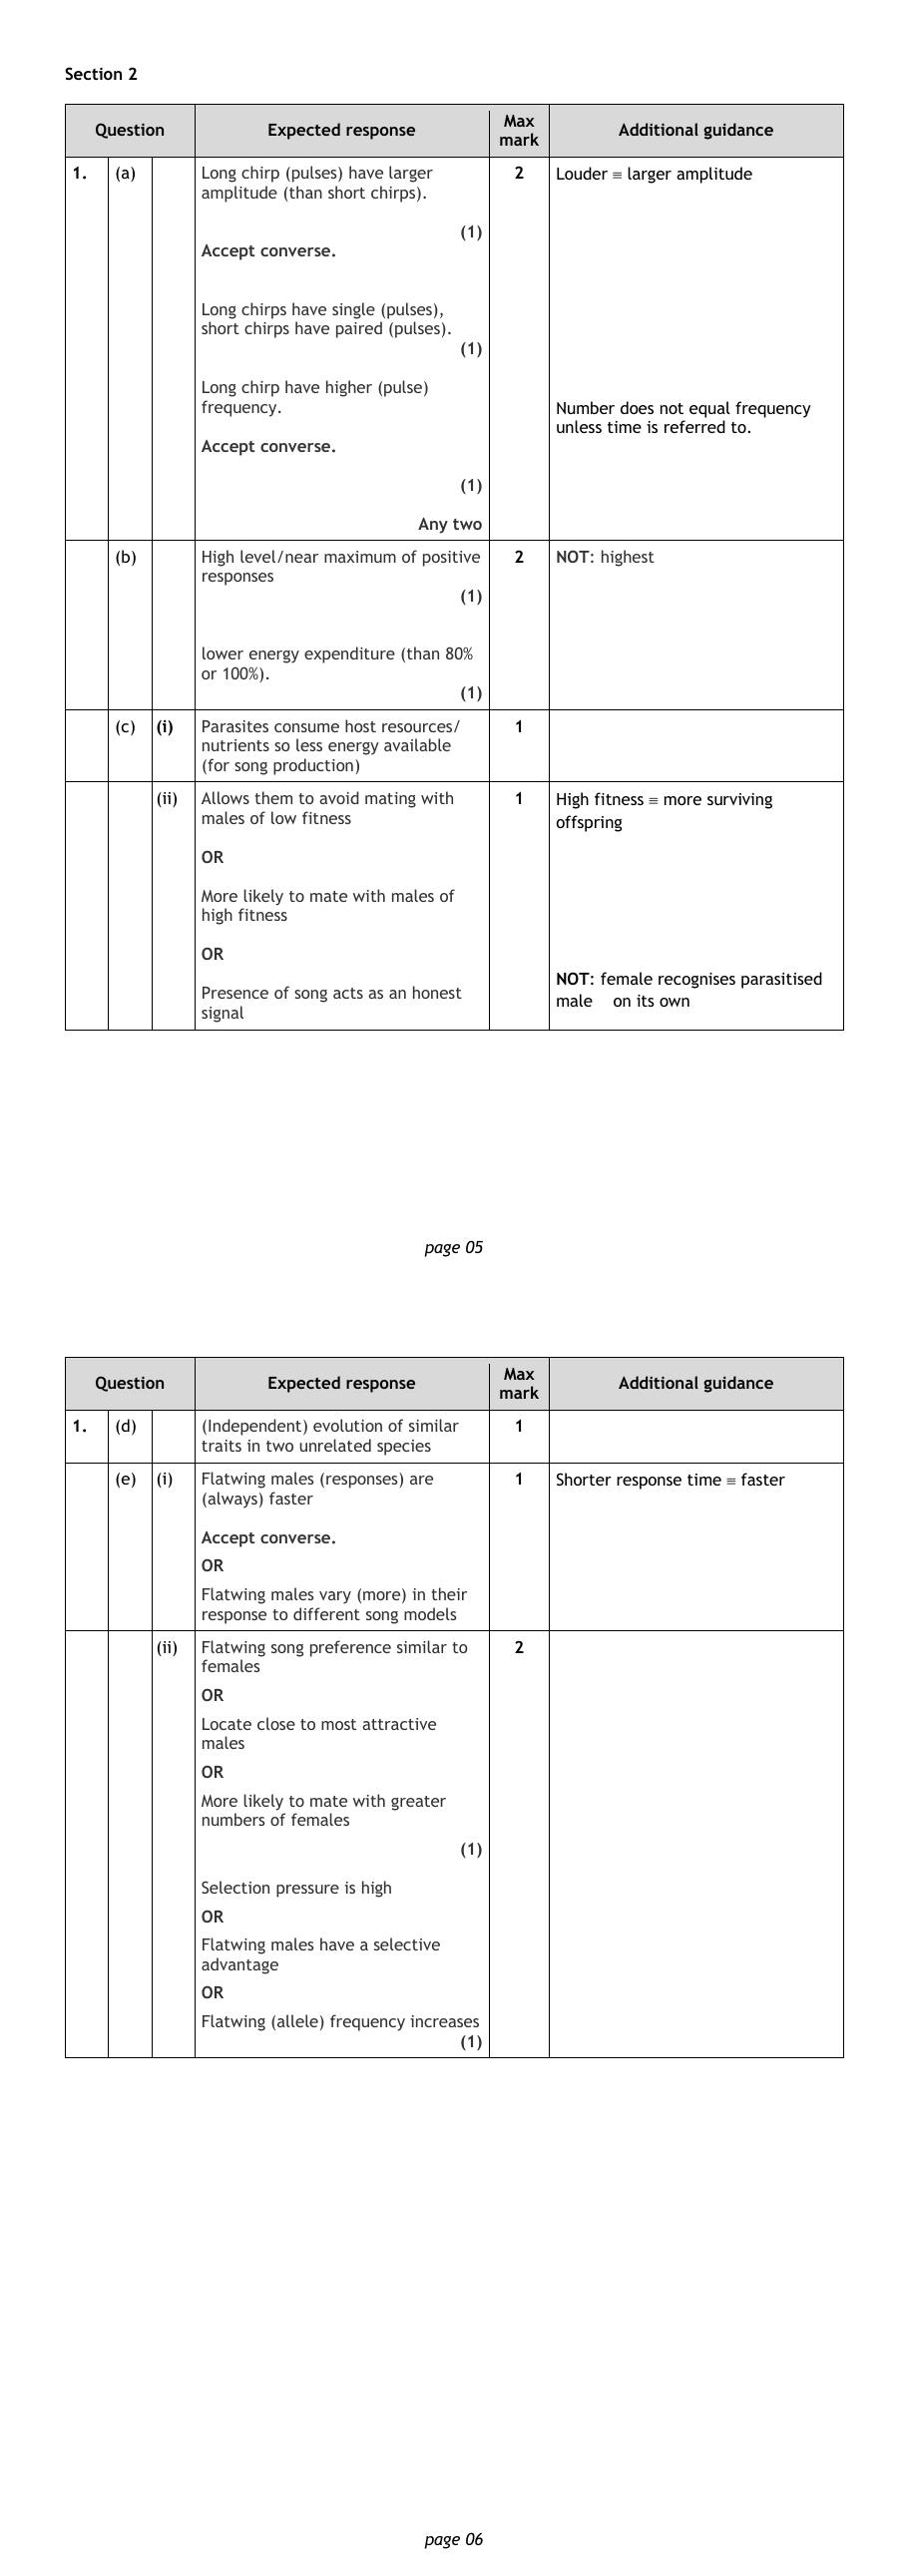 Section 2
Question
Expected response
Max
mark
Additional guidance
1.
(a)
Long chirp (pulses) have larger
amplitude (than short chirps).
(1)
Accept converse.
Long chirps have single (pulses),
short chirps have paired (pulses).
(1)
Long chirp have higher (pulse)
frequency.
Accept converse.
(1)
Any two
2
Louder ≡ larger amplitude
Number does not equal frequency
unless time is referred to.
(b)
High level/near maximum of positive
responses
(1)
lower energy expenditure (than 80%
or 100%).
(1)
2
NOT: highest
(c)
(i)
Parasites consume host resources/
nutrients so less energy available
(for song production)
1
(ii)
Allows them to avoid mating with
males of low fitness
OR
More likely to mate with males of
high fitness
OR
Presence of song acts as an honest
signal
1
High fitness ≡ more surviving
offspring
NOT: female recognises parasitised
male on its own
page 05
Question
Expected response
Max
mark
Additional guidance
1.
(d)
(Independent) evolution of similar
traits in two unrelated species
1
(e)
(i)
Flatwing males (responses) are
(always) faster
Accept converse.
OR
Flatwing males vary (more) in their
response to different song models
1
Shorter response time ≡ faster
(ii)
Flatwing song preference similar to
females
OR
Locate close to most attractive
males
OR
More likely to mate with greater
numbers of females
(1)
Selection pressure is high
OR
Flatwing males have a selective
advantage
OR
Flatwing (allele) frequency increases
(1)
2
page 06